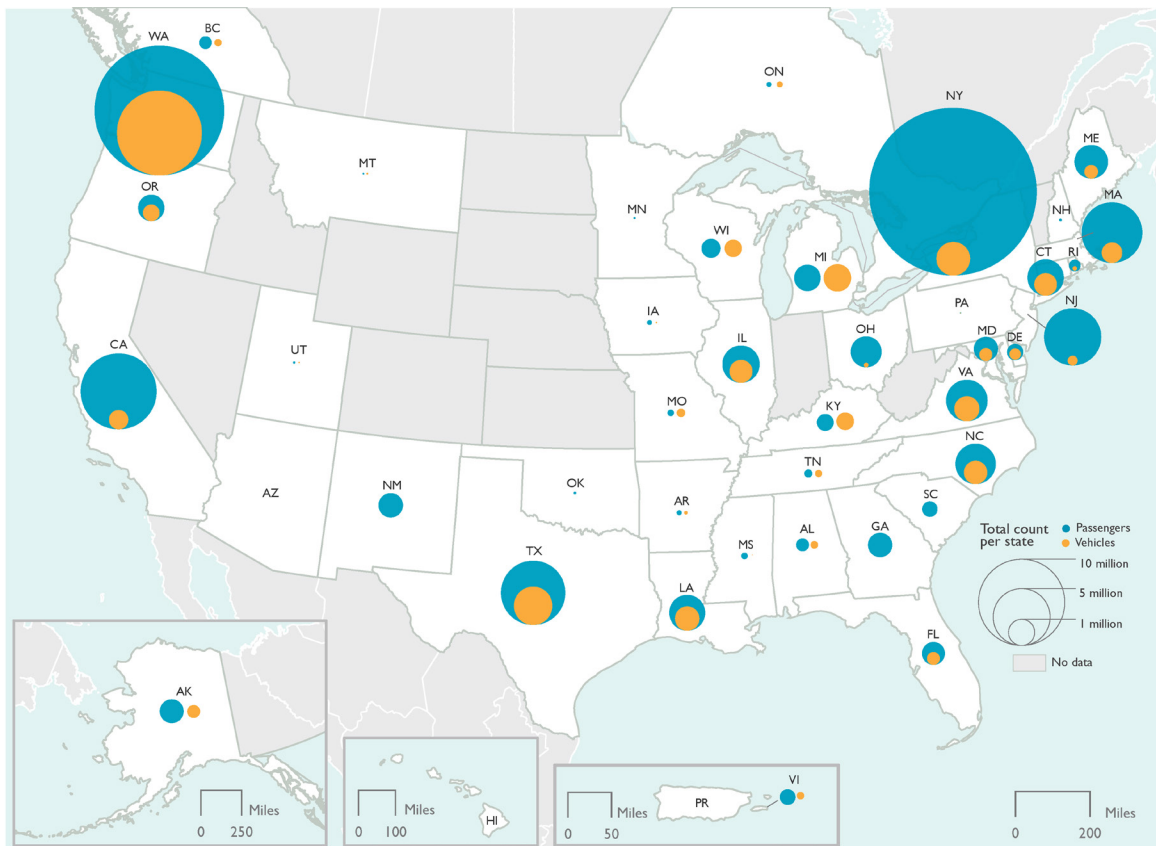 BC
WA
ON
NY
ME
MT
OR
MA
NH
MN
WI
MI
CT
RI
NJ
IA
PA
OH
MD
DE
CA
UT
IL
VA
MO
KY
NC
TN
NM
AZ
OK
AR
SC
MS
AL
GA
TX
LA
FL
Total count
per state
Passengers
Vehicles
10 million
5 million
1 million
No data
AK
Miles
0 250
HI
Miles
0 100
Miles
0 50
PR
VI
Miles
0 200